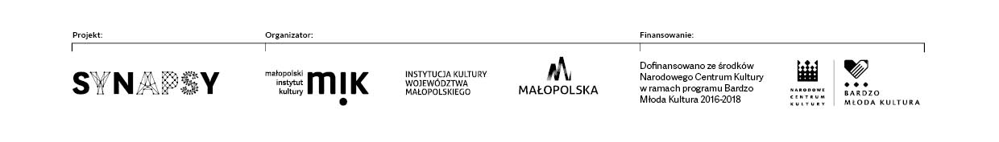 Projekt:
SYNAPSY
Organizator:
małopolski
instytut
kultury
mik
INSTYTUCJA KULTURY
WOJEWÓDZTWA
MAŁOPOLSKIEGO
MAŁOPOLSKA
Finansowanie:
Dofinansowano ze środków
Narodowego Centrum Kultury
w ramach programu Bardzo
Młoda Kultura 2016-2018
NARODOWE
CENTRUM
KULTURY
BARDZO
MŁODA KULTURA